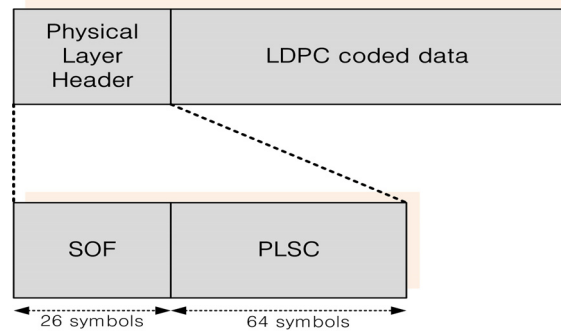 Physical
Layer
Header
LDPC coded data
SOF
PLSC
26 symbols
64 symbols